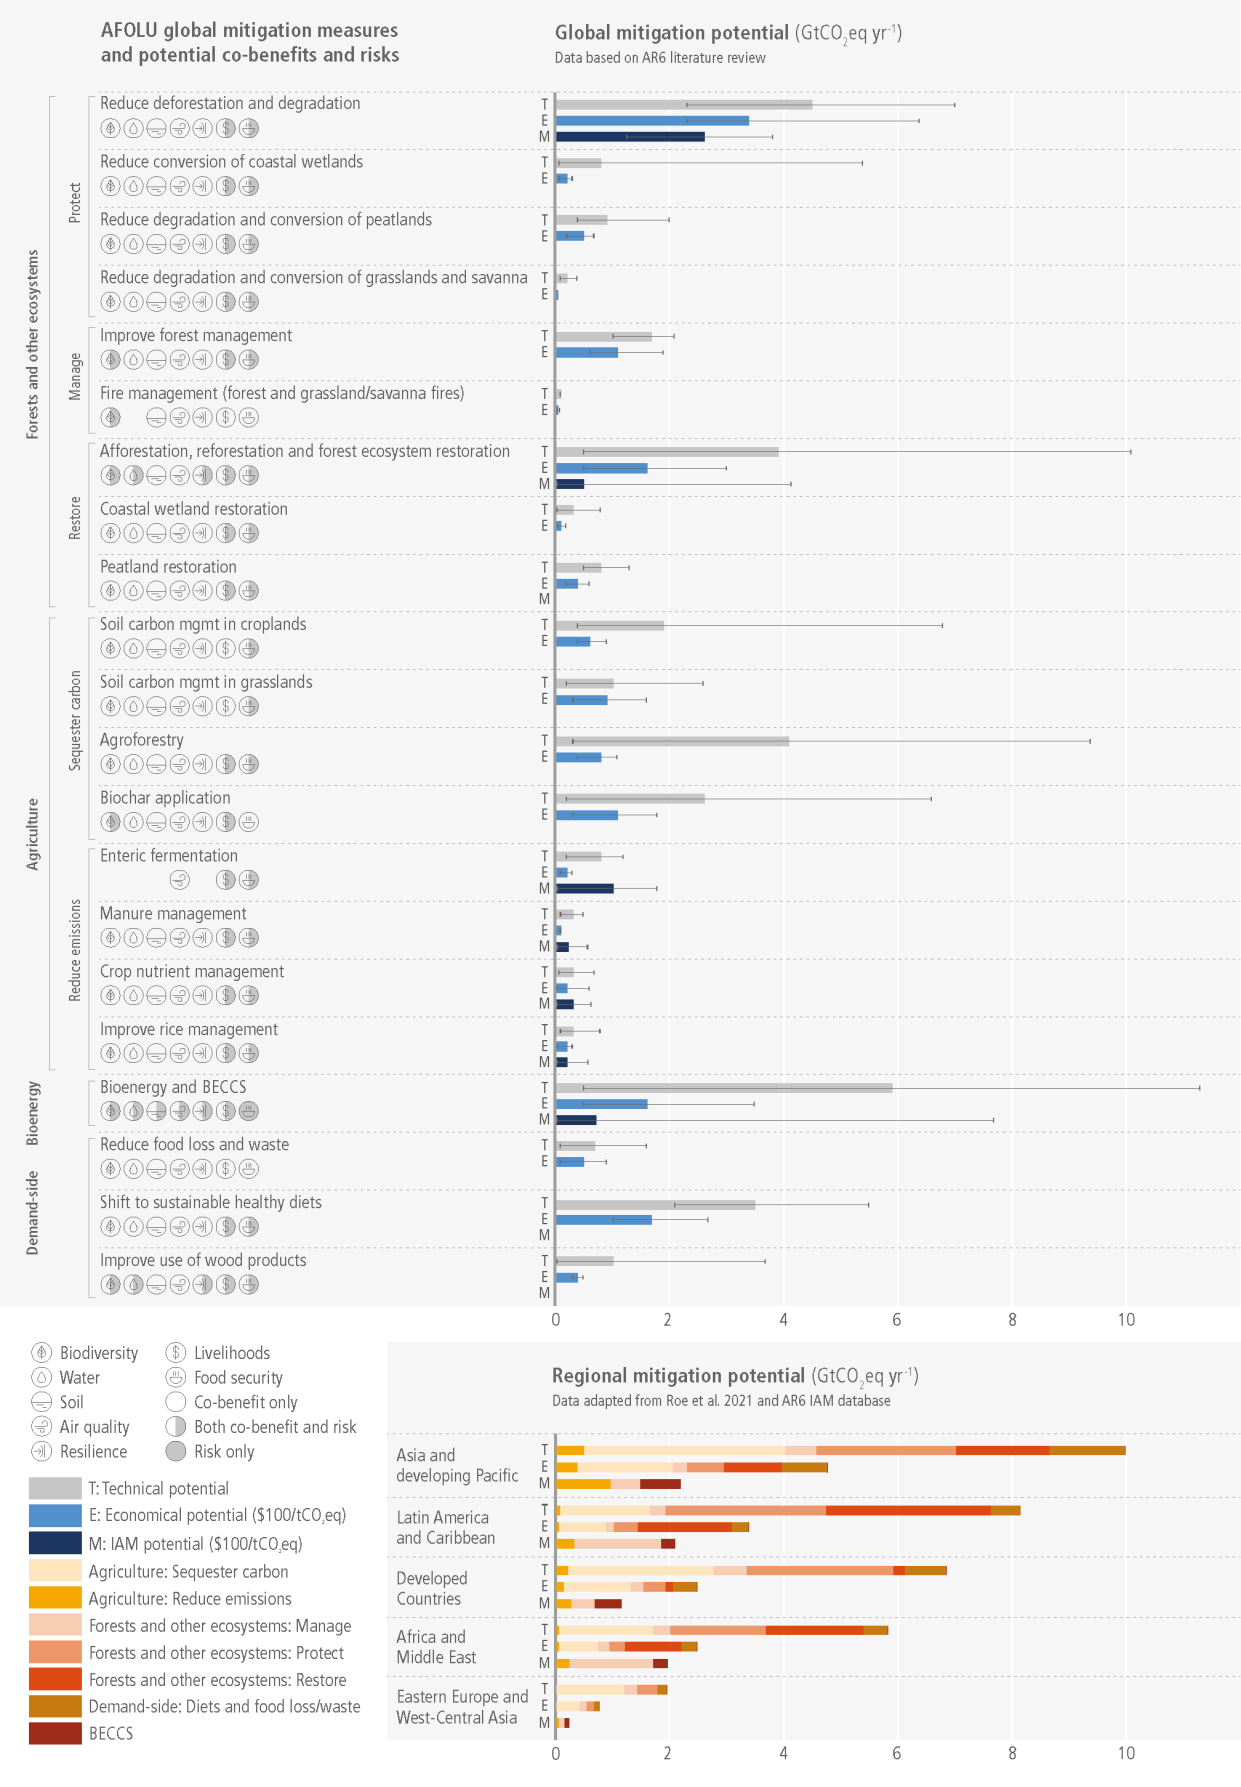 AFOLU global mitigation measures
and potential co-benefits and risks
Global mitigation potential (GtCO2eq yr-1)
Data based on AR6 literature review
Forests and other ecosystems
Protect
Reduce deforestation and degradation
T
E
M
Reduce conversion of coastal wetlands
T
E
Reduce degradation and conversion of peatlands
T
E
Reduce degradation and conversion of grasslands and savanna
T
E
Manage
Improve forest management
T
E
Fire management (forest and grassland/savanna fires)
T
E
Restore
Afforestation, reforestation and forest ecosystem restoration
T
E
M
Coastal wetland restoration
T
E
Peatland restoration
T
E
M
Agriculture
Sequester carbon
Soil carbon mgmt in croplands
T
E
Soil carbon mgmt in grasslands
T
E
Agroforestry
T
E
Biochar application
T
E
Reduce emissions
Enteric fermentation
T
E
M
Manure management
T
E
M
Crop nutrient management
T
E
M
Improve rice management
T
E
M
Bioenergy
Bioenergy and BECCS
T
E
M
Demand-side
Reduce food loss and waste
T
E
Shift to sustainable healthy diets
T
E
M
Improve use of wood products
T
E
M
0 2 4 6 8 10
Biodiversity
Water
Soil
Air quality
Resilience
$ Livelihoods
Food security
Co-benefit only
Both co-benefit and risk
Risk only
T: Technical potential
E: Economical potential ($100/tCO2eq)
M: IAM potential ($100/tCO2eq)
Agriculture: Sequester carbon
Agriculture: Reduce emissions
Forests and other ecosystems: Manage
Forests and other ecosystems: Protect
Forests and other ecosystems: Restore
Demand-side: Diets and food loss/waste
BECCS
Regional mitigation potential (GtCO2eq yr-1)
Data adapted from Roe et al. 2021 and AR6 IAM database
Asia and
developing Pacific
T
E
M
Latin America
and Caribbean
T
E
M
Developed
Countries
T
E
M
Africa and
Middle East
T
E
M
Eastern Europe and
West-Central Asia
T
E
M
0 2 4 6 8 10